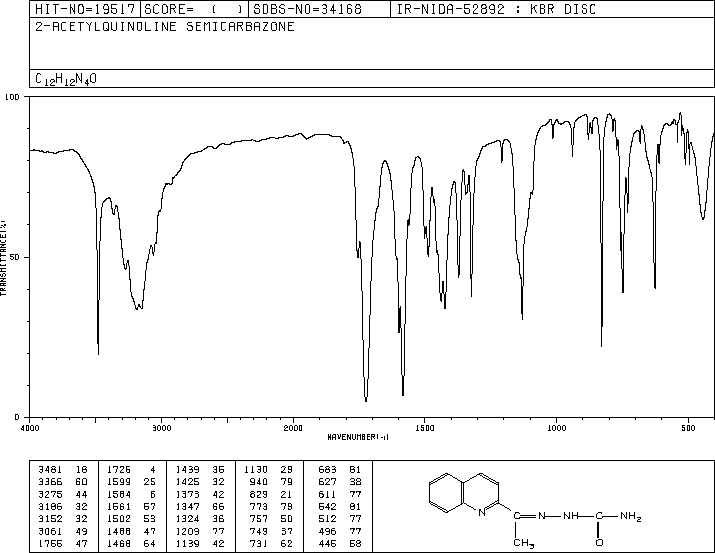 HIT-NO=19517 SCORE= ( ) SDBS-NO=34168 IR-NIDA-52892 : KBR DISC
2-ACETYLQUINOLINE SEMICARBAZONE
C12H12N4O
100
50
0
TRANSMITTANCE(%)
4000 3000 2000 1500 1000 500
WAVENUMBER(-1)
3481 18 1726 4 1439 35 1130 29 683 81
3366 60 1599 25 1425 32 940 79 627 38
3275 44 1584 6 1373 42 829 21 611 77
3186 32 1561 57 1347 66 773 79 542 81
3152 32 1502 53 1324 36 757 50 512 77
3061 49 1488 47 1209 77 749 37 496 77
1755 47 1468 64 1139 42 731 62 445 58
N C N NH C NH2
CH3 O